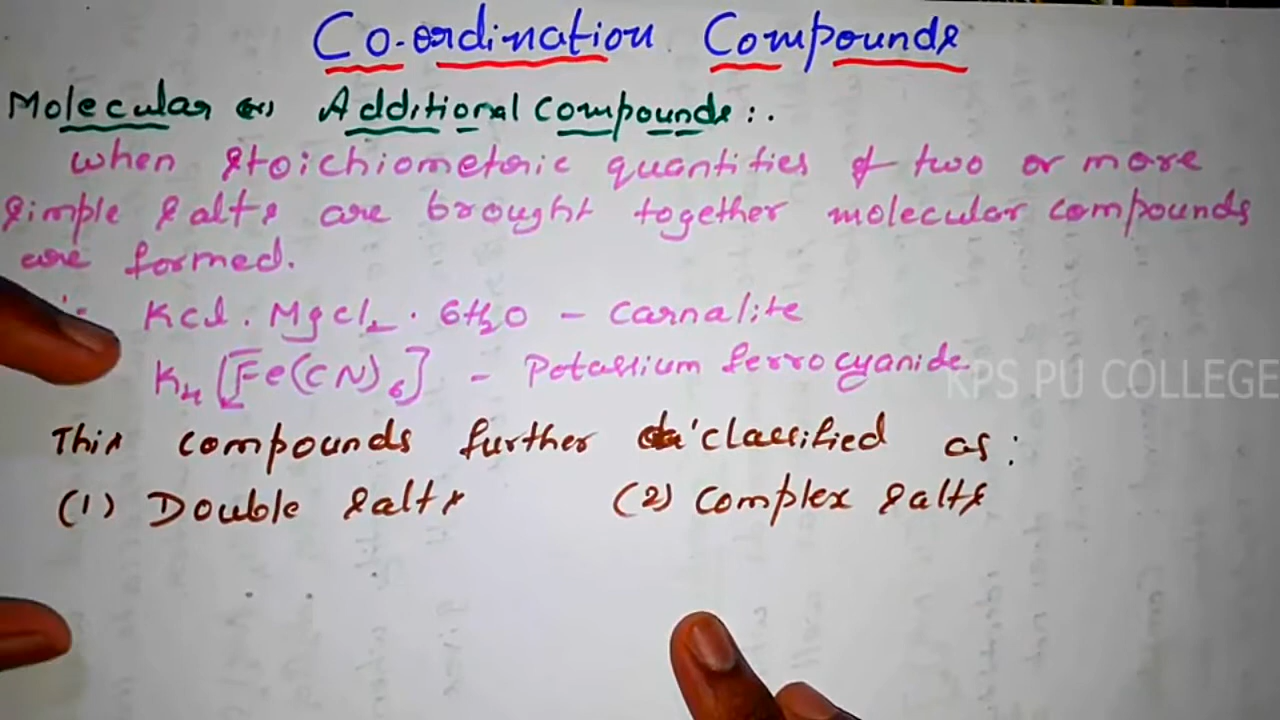 Co-ordination Compounds
Molecular (or) Additional compounds :.
When stoichiometric quantities of two or more
simple salts are brought together molecular compounds
are formed.
KCl . MgCl₂ . 6H₂O - Carnalite
K₄ [Fe(CN)₆] - Potassium ferrocyanide.
KPS PU COLLEGE
This compounds further classified as:
(1) Double salts (2) Complex salts